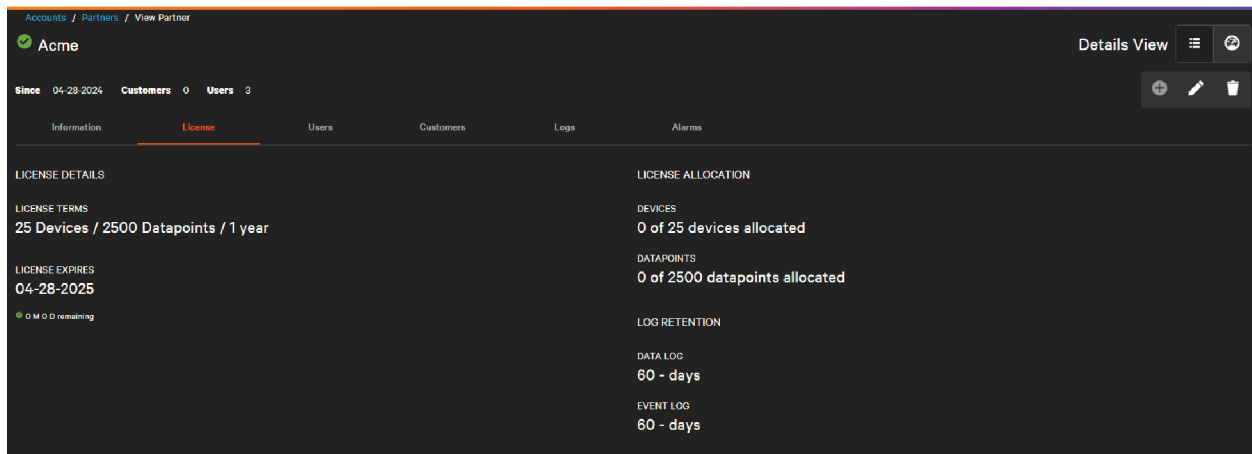 Accounts / Partners / View Partner
Acme
Details View
Since 04-28-2024 Customers 0 Users 3
Information License Users Customers Logs Alarms
LICENSE DETAILS
LICENSE TERMS
25 Devices / 2500 Datapoints / 1 year
LICENSE EXPIRES
04-28-2025
0 M 0 D remaining
LICENSE ALLOCATION
DEVICES
0 of 25 devices allocated
DATAPOINTS
0 of 2500 datapoints allocated
LOG RETENTION
DATA LOG
60 - days
EVENT LOG
60 - days